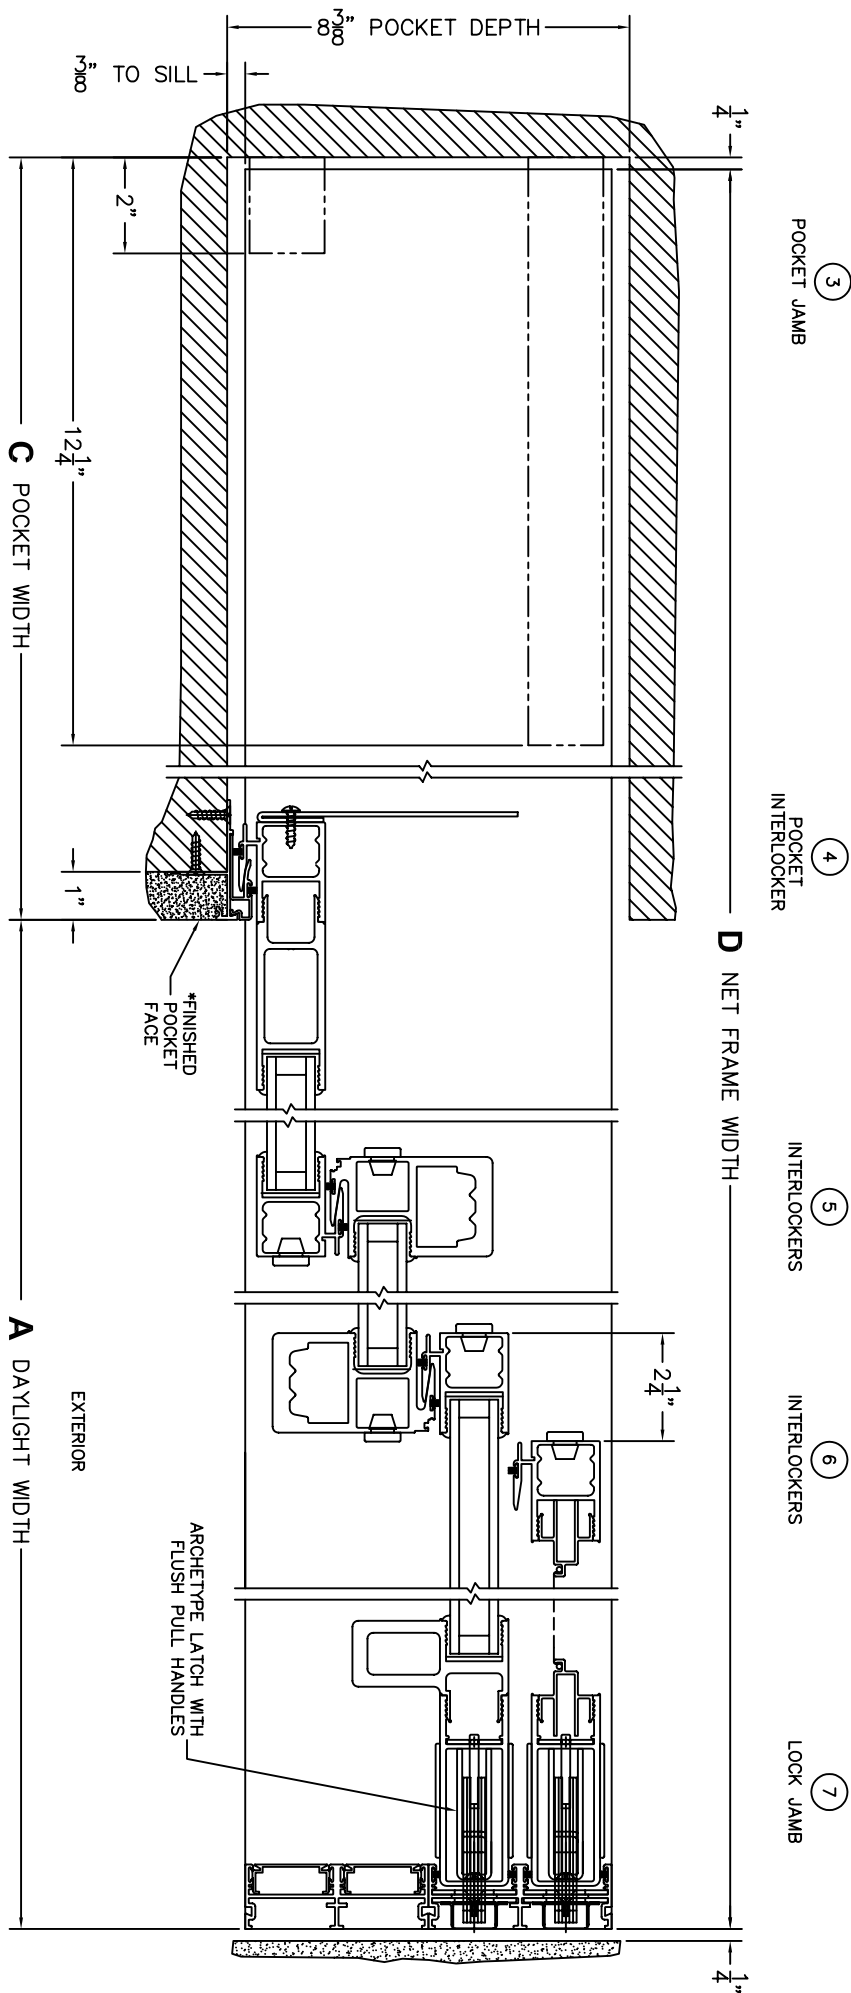 8 3/8" POCKET DEPTH
3/8" TO SILL
1/4"
2"
12 1/4"
C POCKET WIDTH
1"
*FINISHED
POCKET
FACE
A DAYLIGHT WIDTH
EXTERIOR
ARCHETYPE LATCH WITH
FLUSH PULL HANDLES
2 1/4"
D NET FRAME WIDTH
1/4"
3
POCKET JAMB
4
POCKET
INTERLOCKER
5
INTERLOCKERS
6
INTERLOCKERS
7
LOCK JAMB